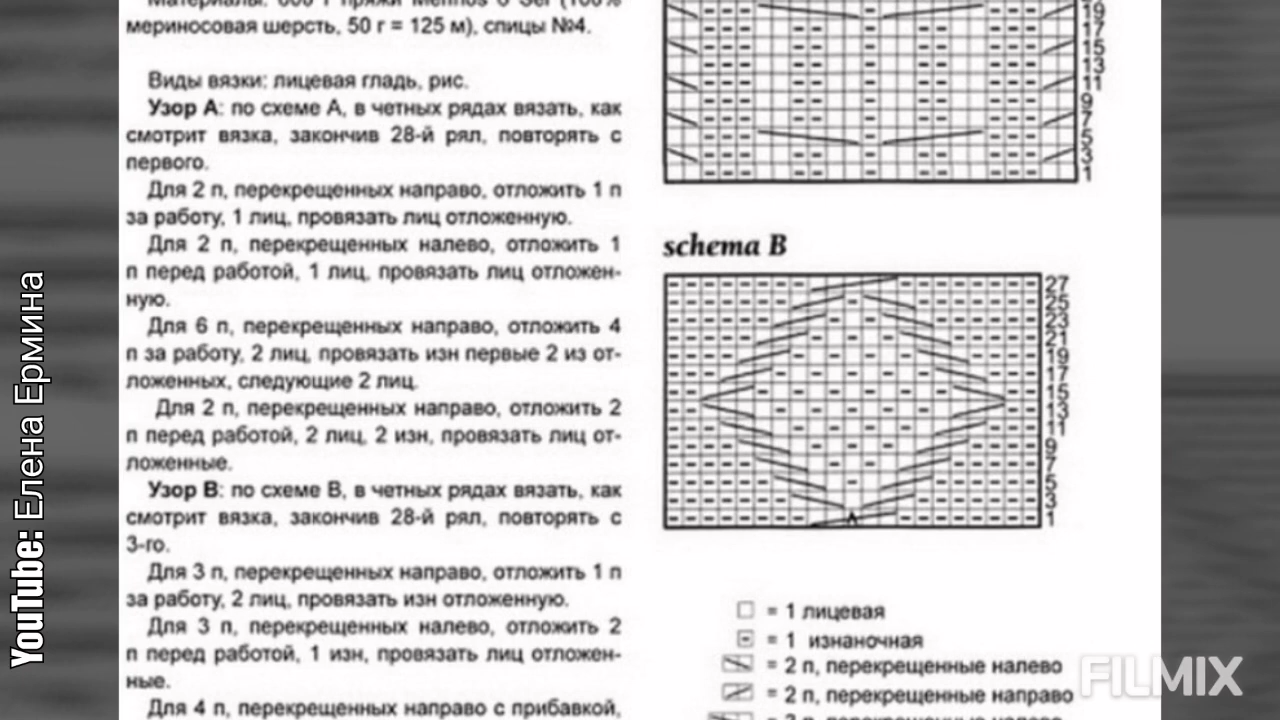 мериносовая шерсть, 50 г = 125 м), спицы №4.
Виды вязки: лицевая гладь, рис.
Узор А: по схеме А, в четных рядах вязать, как
смотрит вязка, закончив 28-й рял, повторять с
первого.
Для 2 п, перекрещенных направо, отложить 1 п
за работу, 1 лиц, провязать лиц отложенную.
Для 2 п, перекрещенных налево, отложить 1
п перед работой, 1 лиц, провязать лиц отложен-
ную.
Для 6 п, перекрещенных направо, отложить 4
п за работу, 2 лиц, провязать изн первые 2 из от-
ложенных, следующие 2 лиц.
Для 2 п, перекрещенных направо, отложить 2
п перед работой, 2 лиц, 2 изн, провязать лиц от-
ложенные.
Узор В: по схеме В, в четных рядах вязать, как
смотрит вязка, закончив 28-й рял, повторять с
3-го.
Для 3 п, перекрещенных направо, отложить 1 п
за работу, 2 лиц, провязать изн отложенную.
Для 3 п, перекрещенных налево, отложить 2
п перед работой, 1 изн, провязать лиц отложен-
ные.
Для 4 п, перекрещенных направо с прибавкой,
19
17
15
13
11
9
7
5
3
1
schema B
27
25
23
21
19
17
15
13
11
9
7
5
3
1
= 1 лицевая
= 1 изнаночная
= 2 п, перекрещенные налево
= 2 п, перекрещенные направо
YouTube: Елена Ермина
FILMIX